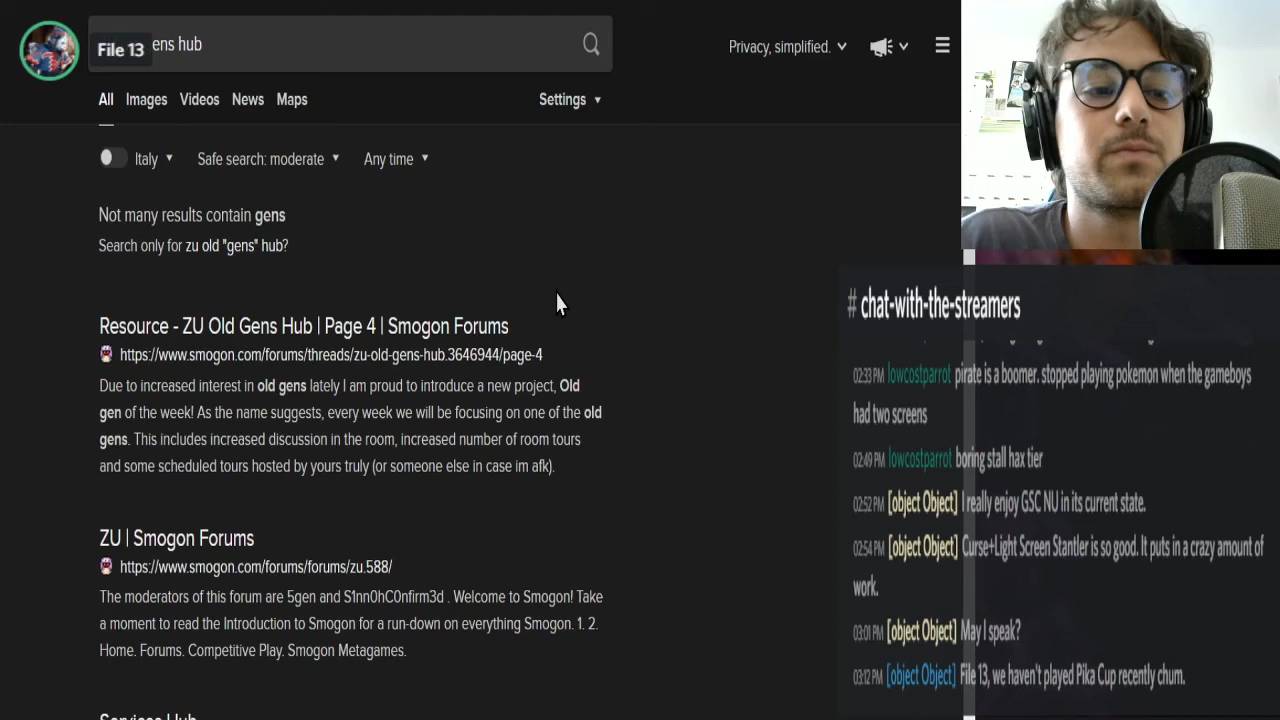 File 13
ens hub
Privacy, simplified.
All Images Videos News Maps
Settings
Italy Safe search: moderate Any time
Not many results contain gens
Search only for zu old "gens" hub?
Resource - ZU Old Gens Hub | Page 4 | Smogon Forums
https://www.smogon.com/forums/threads/zu-old-gens-hub.3646944/page-4
Due to increased interest in old gens lately I am proud to introduce a new project, Old
gen of the week! As the name suggests, every week we will be focusing on one of the old
gens. This includes increased discussion in the room, increased number of room tours
and some scheduled tours hosted by yours truly (or someone else in case im afk).
ZU | Smogon Forums
https://www.smogon.com/forums/forums/zu.588/
The moderators of this forum are 5gen and S1nn0hC0nfirm3d . Welcome to Smogon! Take
a moment to read the Introduction to Smogon for a run-down on everything Smogon. 1. 2.
Home. Forums. Competitive Play. Smogon Metagames.
Services Hub
# chat-with-the-streamers
02:33 PM lowcostparrot pirate is a boomer. stopped playing pokemon when the gameboys
had two screens
02:49 PM lowcostparrot boring stall hax tier
02:52 PM [object Object] I really enjoy GSC NU in its current state.
02:54 PM [object Object] Curse+Light Screen Stantler is so good. It puts in a crazy amount of
work.
03:01 PM [object Object] May I speak?
03:12 PM [object Object] File 13, we haven't played Pika Cup recently chum.